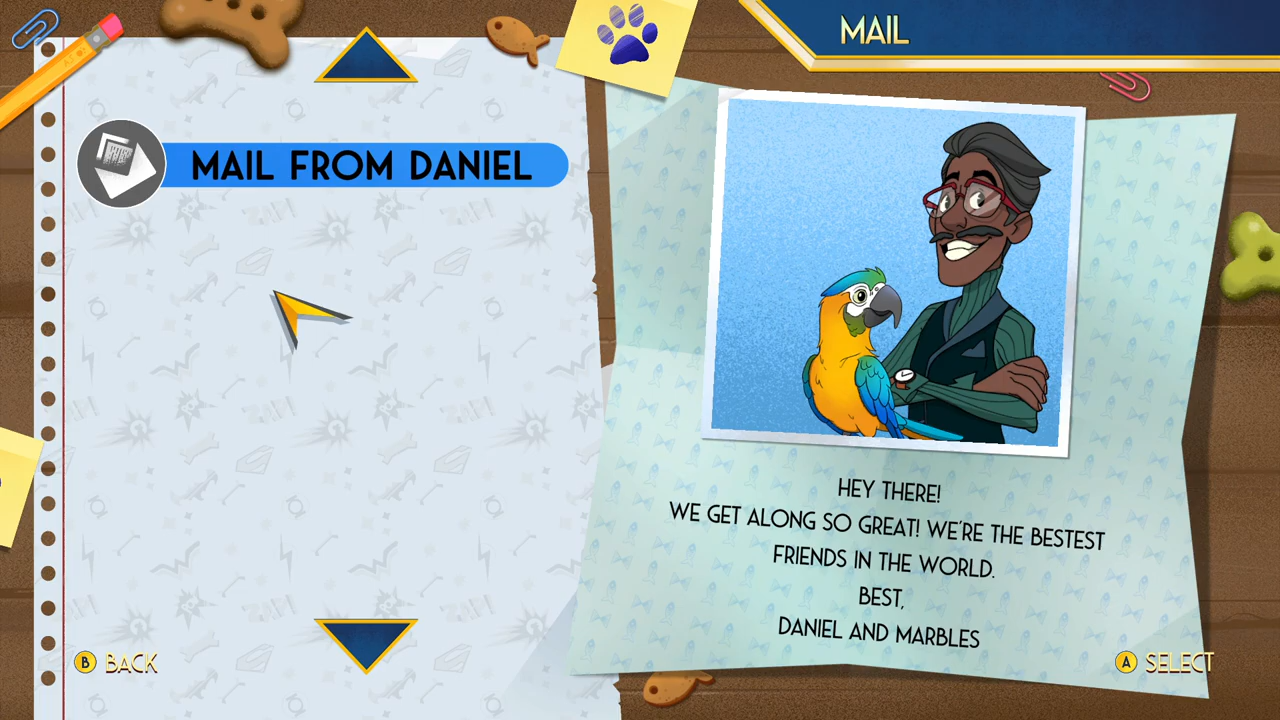 MAIL
MAIL FROM DANIEL
HEY THERE!
WE GET ALONG SO GREAT! WE'RE THE BESTEST
FRIENDS IN THE WORLD.
BEST,
DANIEL AND MARBLES
B BACK
A SELECT